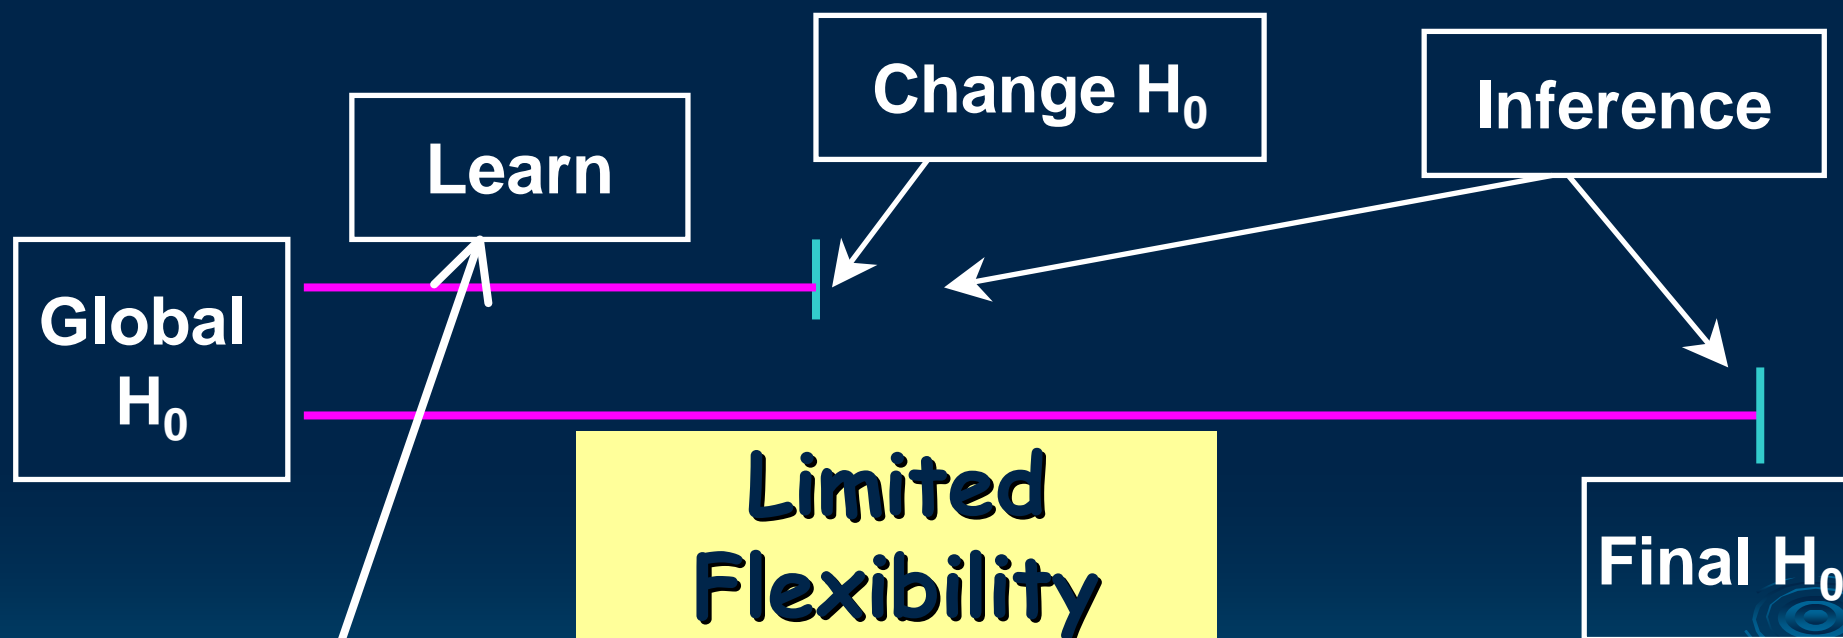 Change H₀
Inference
Learn
Global
H₀
Limited
Flexibility
Final H₀